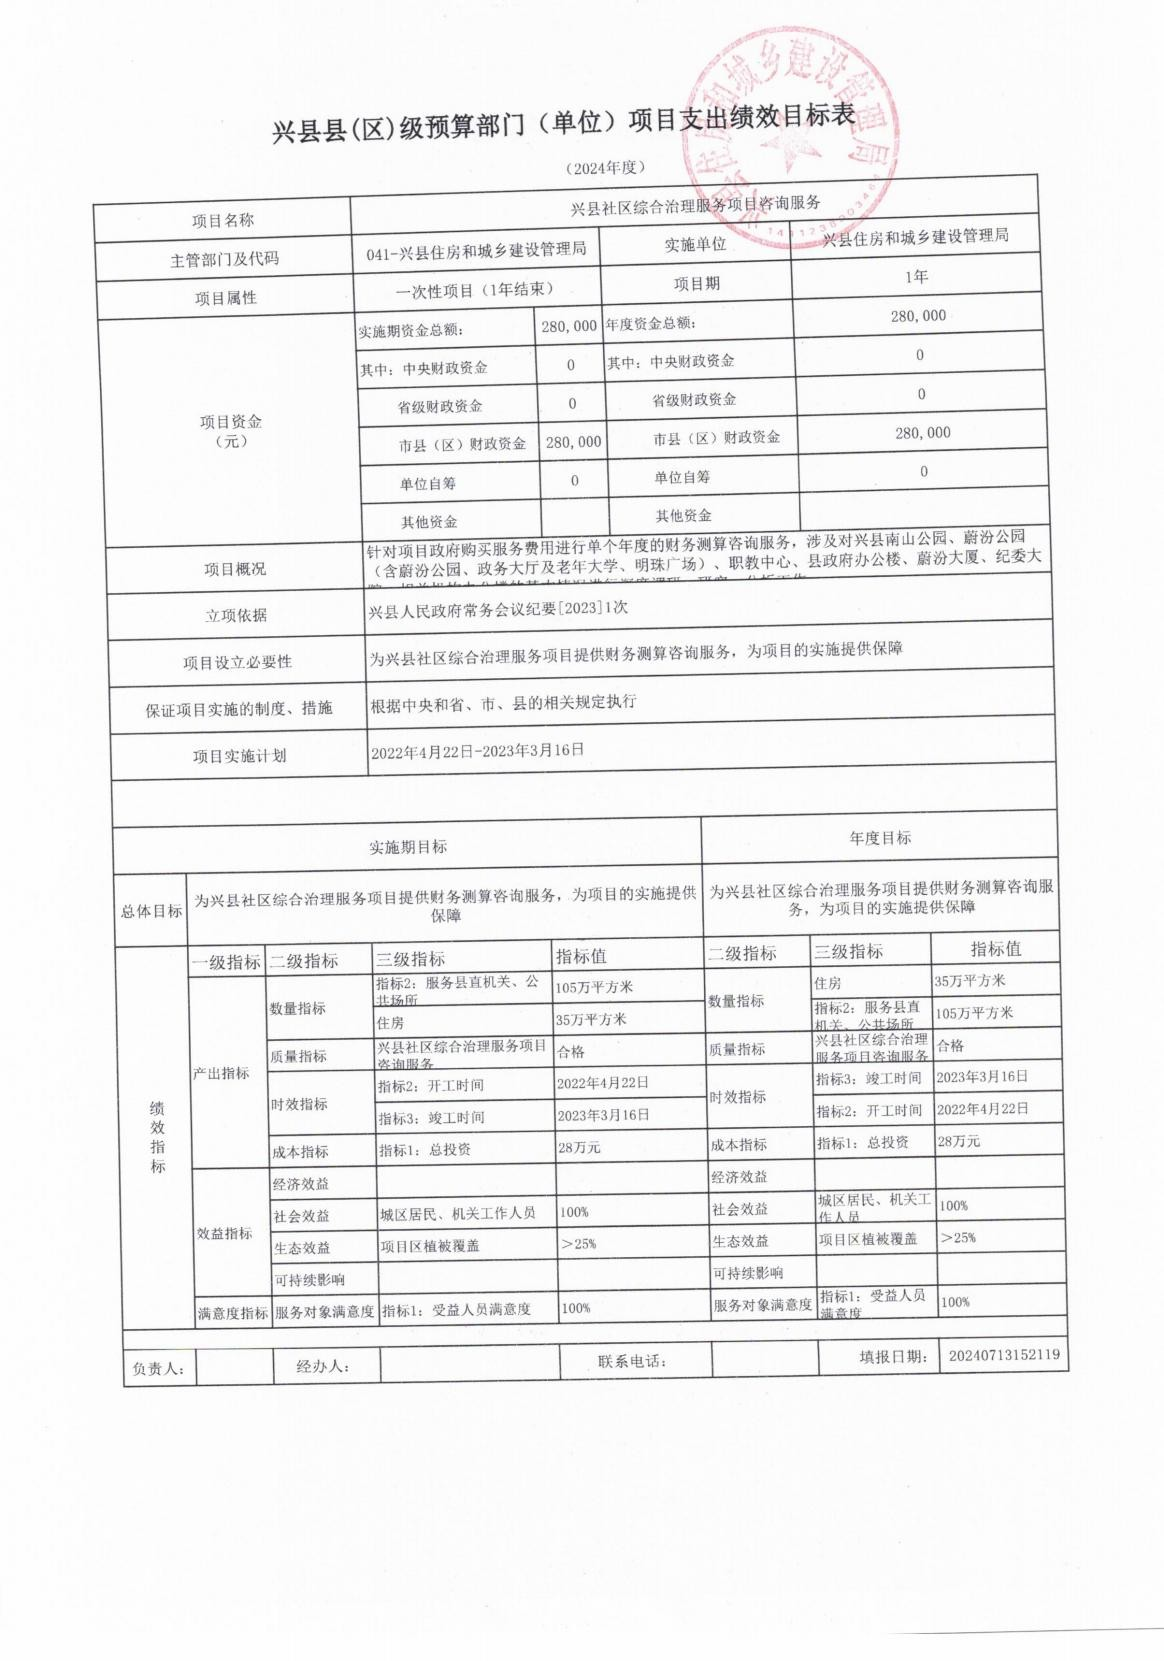 兴县县(区)级预算部门（单位）项目支出绩效目标表
（2024年度）
项目名称 兴县社区综合治理服务项目咨询服务
主管部门及代码 041-兴县住房和城乡建设管理局 实施单位 兴县住房和城乡建设管理局
项目属性 一次性项目（1年结束） 项目期 1年
项目资金
（元）
实施期资金总额： 280,000 年度资金总额： 280,000
其中：中央财政资金 0 其中：中央财政资金 0
省级财政资金 0 省级财政资金 0
市县（区）财政资金 280,000 市县（区）财政资金 280,000
单位自筹 0 单位自筹 0
其他资金 其他资金
项目概况
针对项目政府购买服务费用进行单个年度的财务测算咨询服务，涉及对兴县南山公园、蔚汾公园
（含蔚汾公园、政务大厅及老年大学、明珠广场）、职教中心、县政府办公楼、蔚汾大厦、纪委大
立项依据 兴县人民政府常务会议纪要[2023]1次
项目设立必要性 为兴县社区综合治理服务项目提供财务测算咨询服务，为项目的实施提供保障
保证项目实施的制度、措施 根据中央和省、市、县的相关规定执行
项目实施计划 2022年4月22日-2023年3月16日
实施期目标 年度目标
总体目标
为兴县社区综合治理服务项目提供财务测算咨询服务，为项目的实施提供
保障
为兴县社区综合治理服务项目提供财务测算咨询服
务，为项目的实施提供保障
绩效指标
一级指标 二级指标 三级指标 指标值 二级指标 三级指标 指标值
产出指标
数量指标
指标2：服务县直机关、公
共场所
105万平方米
数量指标
住房 35万平方米
住房 35万平方米
指标2：服务县直
机关、公共场所
105万平方米
质量指标
兴县社区综合治理服务项目
咨询服务
合格
质量指标
兴县社区综合治理
服务项目咨询服务
合格
时效指标
指标2：开工时间 2022年4月22日
时效指标
指标3：竣工时间 2023年3月16日
指标3：竣工时间 2023年3月16日
指标2：开工时间 2022年4月22日
成本指标 指标1：总投资 28万元 成本指标 指标1：总投资 28万元
效益指标
经济效益 经济效益
社会效益 城区居民、机关工作人员 100% 社会效益
城区居民、机关工
作人员
100%
生态效益 项目区植被覆盖 ＞25% 生态效益 项目区植被覆盖 ＞25%
可持续影响 可持续影响
满意度指标 服务对象满意度 指标1：受益人员满意度 100% 服务对象满意度
指标1：受益人员
满意度
100%
负责人： 经办人： 联系电话： 填报日期： 20240713152119